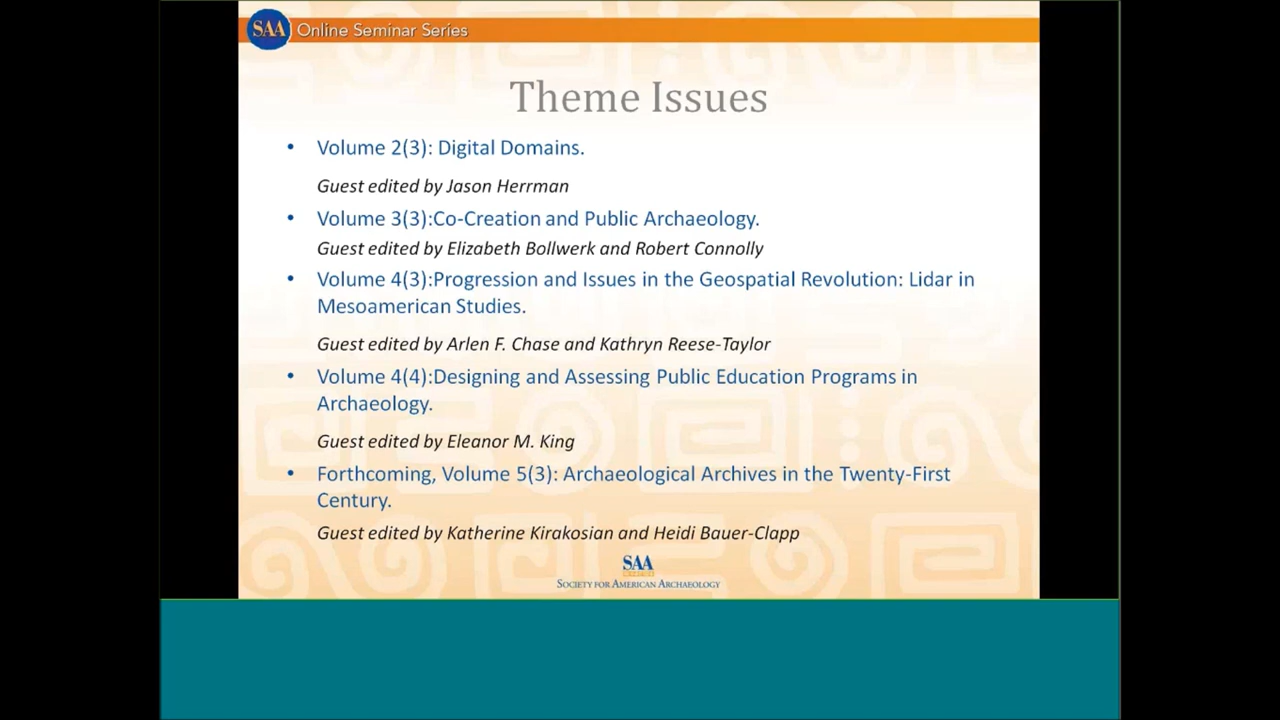 SAA Online Seminar Series
Theme Issues
• Volume 2(3): Digital Domains.
Guest edited by Jason Herrman
• Volume 3(3):Co-Creation and Public Archaeology.
Guest edited by Elizabeth Bollwerk and Robert Connolly
• Volume 4(3):Progression and Issues in the Geospatial Revolution: Lidar in
Mesoamerican Studies.
Guest edited by Arlen F. Chase and Kathryn Reese-Taylor
• Volume 4(4):Designing and Assessing Public Education Programs in
Archaeology.
Guest edited by Eleanor M. King
• Forthcoming, Volume 5(3): Archaeological Archives in the Twenty-First
Century.
Guest edited by Katherine Kirakosian and Heidi Bauer-Clapp
SAA
SOCIETY FOR AMERICAN ARCHAEOLOGY